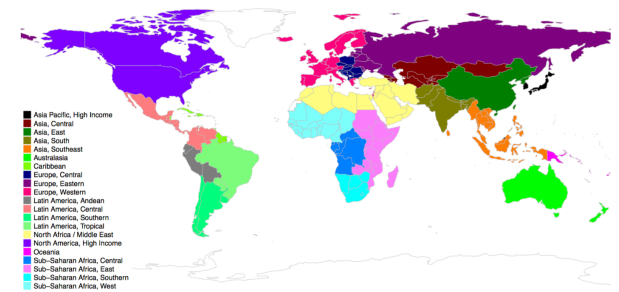 Asia Pacific, High Income
Asia, Central
Asia, East
Asia, South
Asia, Southeast
Australasia
Caribbean
Europe, Central
Europe, Eastern
Europe, Western
Latin America, Andean
Latin America, Central
Latin America, Southern
Latin America, Tropical
North Africa / Middle East
North America, High Income
Oceania
Sub−Saharan Africa, Central
Sub−Saharan Africa, East
Sub−Saharan Africa, Southern
Sub−Saharan Africa, West